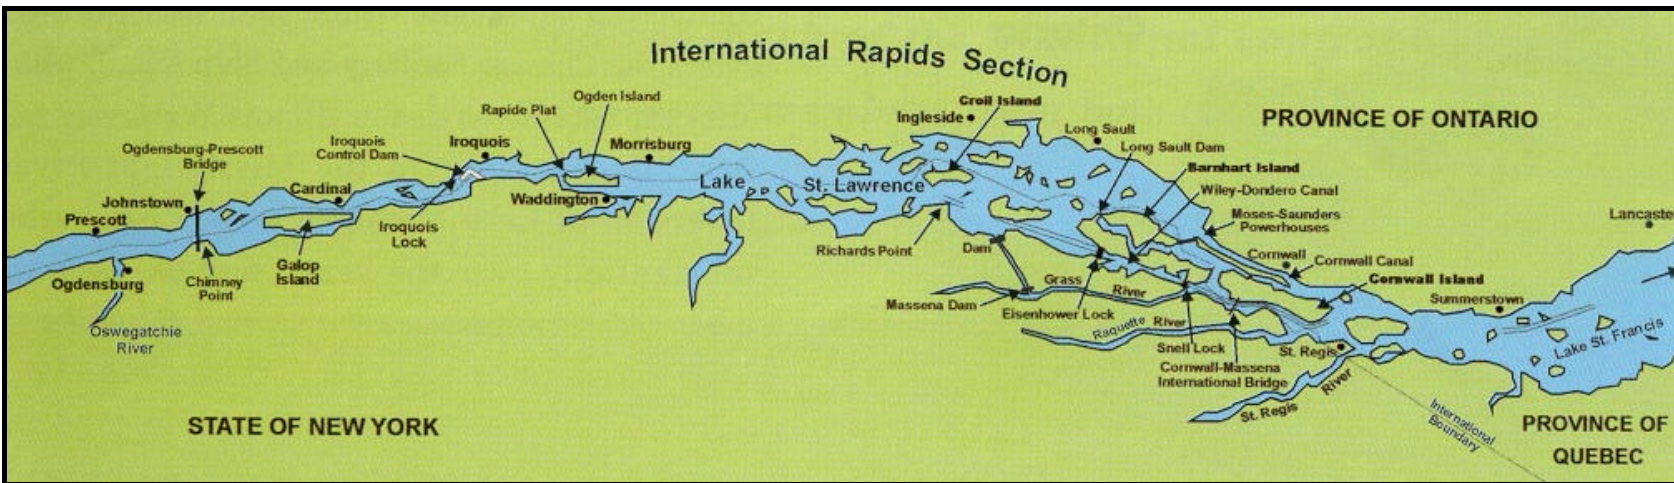 International Rapids Section
PROVINCE OF ONTARIO
Ogdensburg-Prescott
Bridge
Johnstown
Prescott
Ogdensburg
Oswegatchie
River
Chimney
Point
Cardinal
Galop
Island
Iroquois
Control Dam
Iroquois
Iroquois
Lock
Rapide Plat
Ogden Island
Morrisburg
Waddington
Lake St. Lawrence
Ingleside
Croil Island
Richards Point
Long Sault
Long Sault Dam
Barnhart Island
Wiley-Dondero Canal
Moses-Saunders
Powerhouses
Cornwall
Cornwall Canal
Cornwall Island
Dam
Massena Dam
Grass River
Eisenhower Lock
Raquette River
Snell Lock
Cornwall-Massena
International Bridge
St. Regis
St. Regis River
Summerstown
Lancaste
Lake St. Francis
International
Boundary
STATE OF NEW YORK
PROVINCE OF
QUEBEC